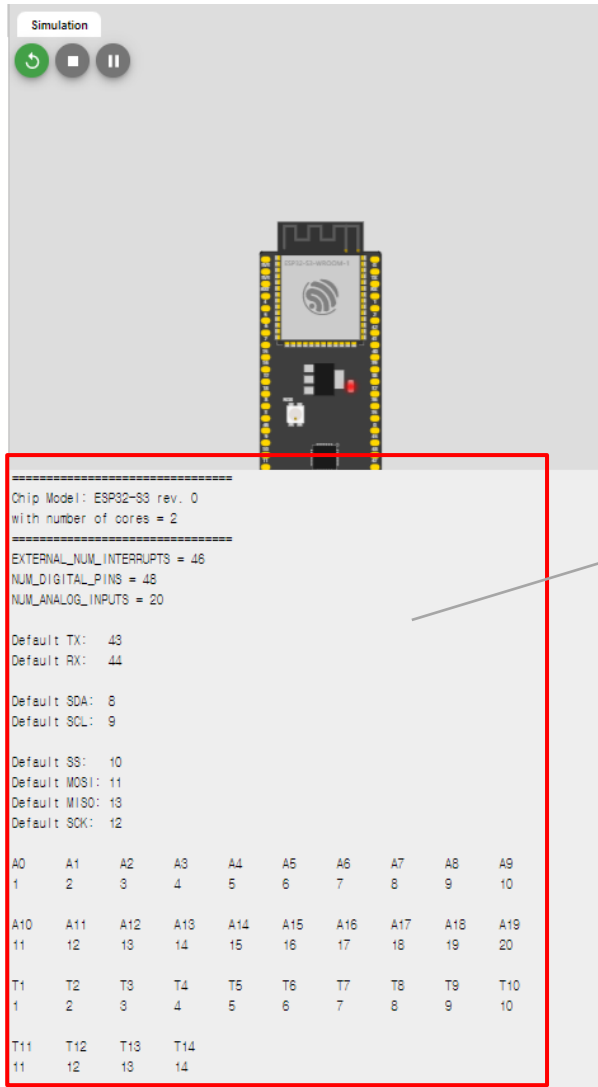 Simulation
ESP32-S3-WROOM-1
================================
Chip Model: ESP32-S3 rev. 0
with number of cores = 2
================================
EXTERNAL_NUM_INTERRUPTS = 46
NUM_DIGITAL_PINS = 48
NUM_ANALOG_INPUTS = 20
Default TX: 43
Default RX: 44
Default SDA: 8
Default SCL: 9
Default SS: 10
Default MOSI: 11
Default MISO: 13
Default SCK: 12
A0 A1 A2 A3 A4 A5 A6 A7 A8 A9
1 2 3 4 5 6 7 8 9 10
A10 A11 A12 A13 A14 A15 A16 A17 A18 A19
11 12 13 14 15 16 17 18 19 20
T1 T2 T3 T4 T5 T6 T7 T8 T9 T10
1 2 3 4 5 6 7 8 9 10
T11 T12 T13 T14
11 12 13 14